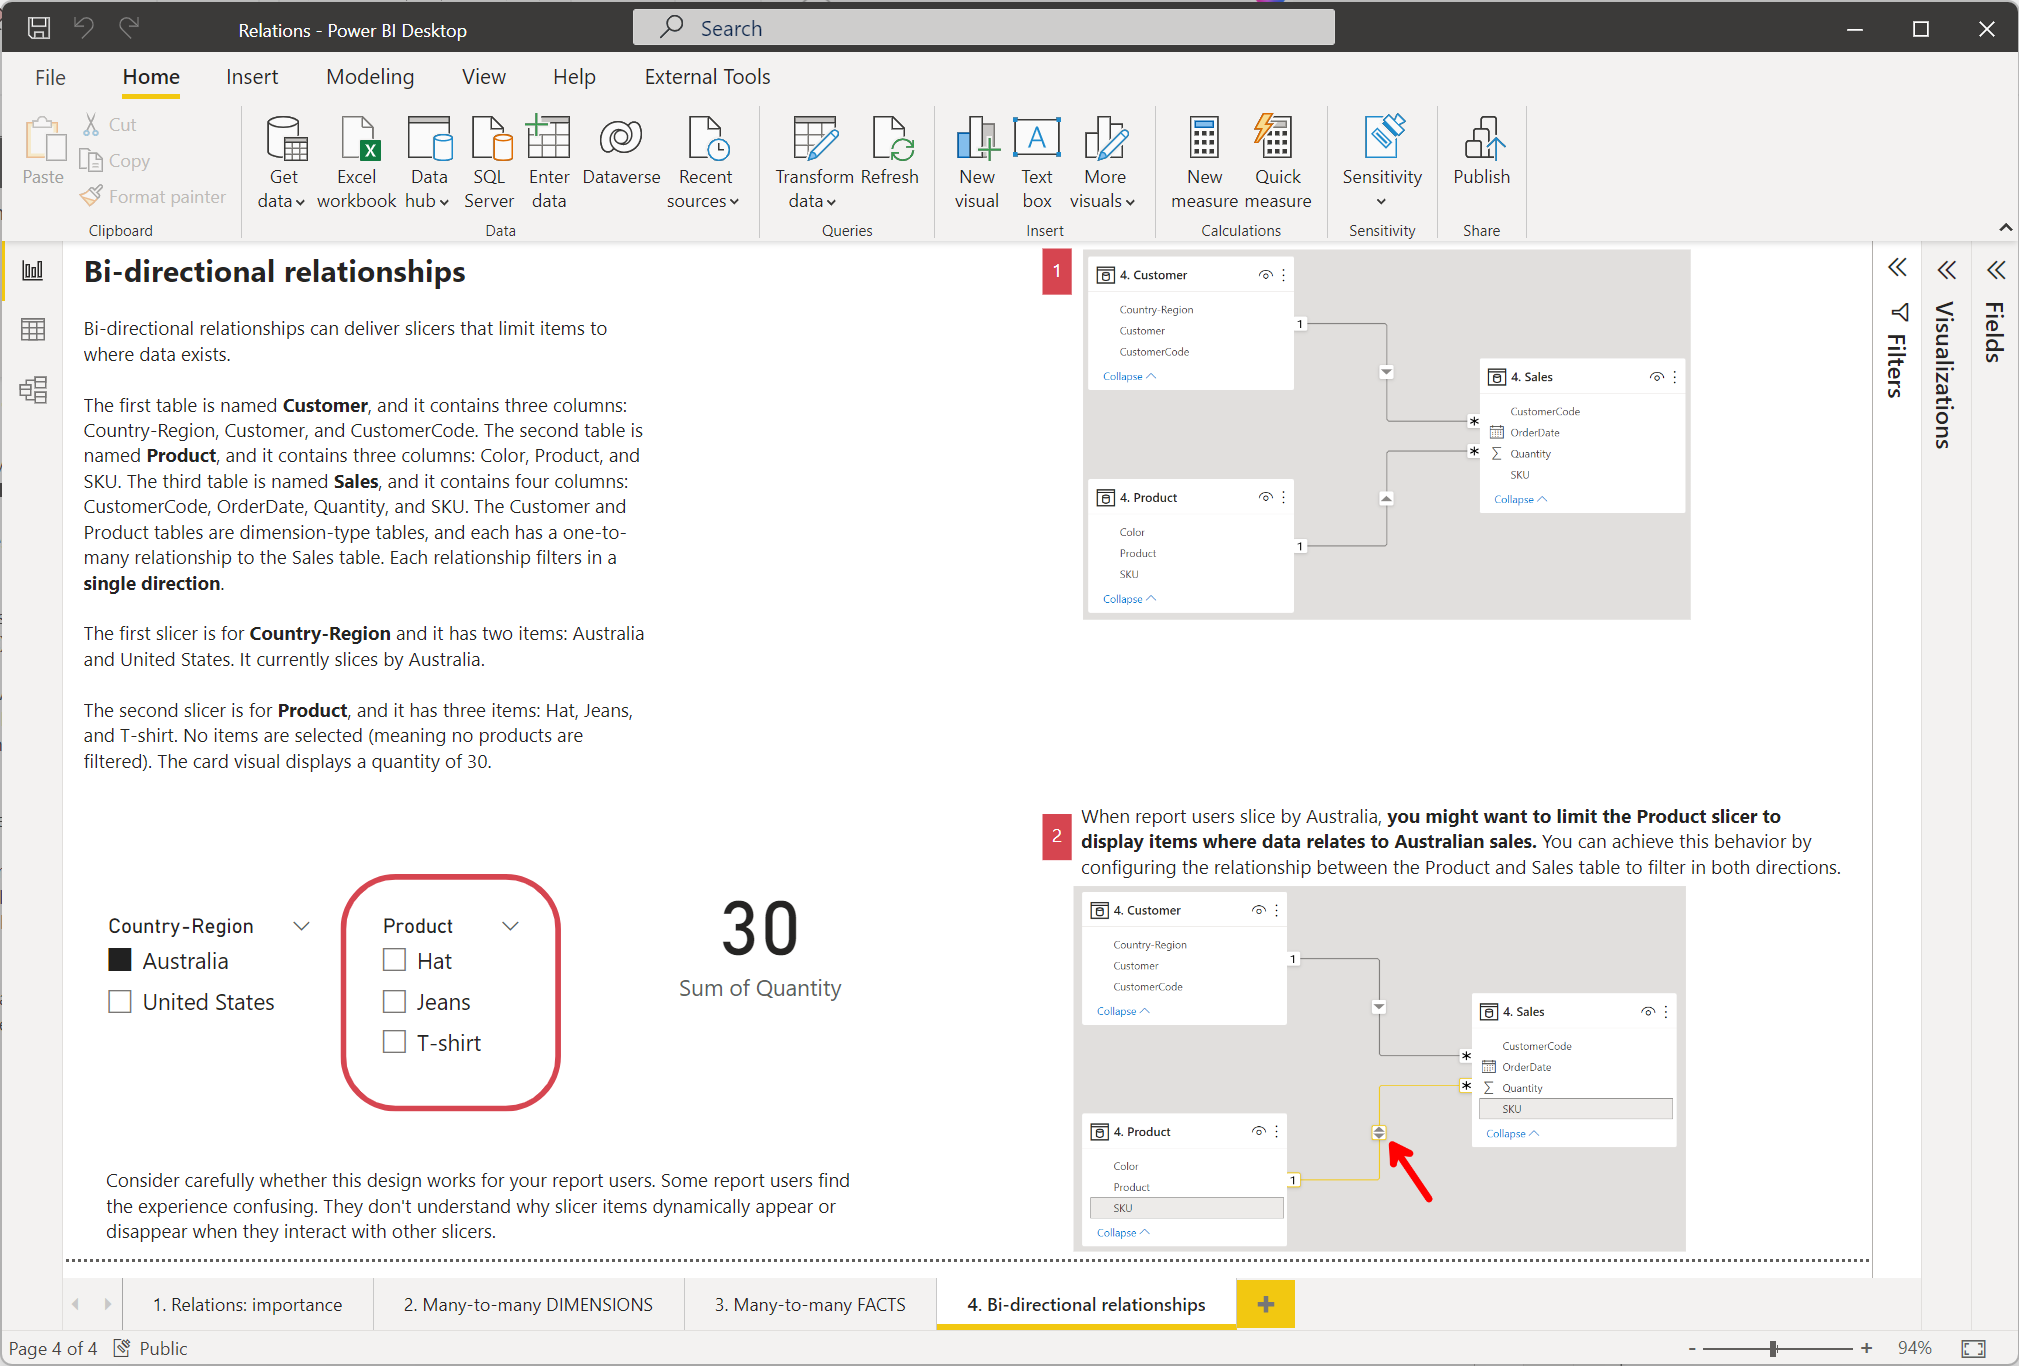 Relations - Power BI Desktop
Search
File Home Insert Modeling View Help External Tools
Paste
Cut
Copy
Format painter
Clipboard
Get data
Excel workbook
Data hub
SQL Server
Enter data
Dataverse
Recent sources
Data
Transform data
Refresh
Queries
New visual
Text box
More visuals
Insert
New measure
Quick measure
Calculations
Sensitivity
Sensitivity
Publish
Share
Bi-directional relationships
Bi-directional relationships can deliver slicers that limit items to
where data exists.
The first table is named Customer, and it contains three columns:
Country-Region, Customer, and CustomerCode. The second table is
named Product, and it contains three columns: Color, Product, and
SKU. The third table is named Sales, and it contains four columns:
CustomerCode, OrderDate, Quantity, and SKU. The Customer and
Product tables are dimension-type tables, and each has a one-to-
many relationship to the Sales table. Each relationship filters in a
single direction.
The first slicer is for Country-Region and it has two items: Australia
and United States. It currently slices by Australia.
The second slicer is for Product, and it has three items: Hat, Jeans,
and T-shirt. No items are selected (meaning no products are
filtered). The card visual displays a quantity of 30.
Country-Region
Australia
United States
Product
Hat
Jeans
T-shirt
30
Sum of Quantity
Consider carefully whether this design works for your report users. Some report users find
the experience confusing. They don't understand why slicer items dynamically appear or
disappear when they interact with other slicers.
1
4. Customer
Country-Region
Customer
CustomerCode
Collapse
1
4. Sales
CustomerCode
OrderDate
Quantity
SKU
Collapse
*
*
4. Product
Color
Product
SKU
Collapse
1
2
When report users slice by Australia, you might want to limit the Product slicer to
display items where data relates to Australian sales. You can achieve this behavior by
configuring the relationship between the Product and Sales table to filter in both directions.
4. Customer
Country-Region
Customer
CustomerCode
Collapse
1
4. Sales
CustomerCode
OrderDate
Quantity
SKU
Collapse
*
*
4. Product
Color
Product
SKU
Collapse
1
Filters
Visualizations
Fields
1. Relations: importance
2. Many-to-many DIMENSIONS
3. Many-to-many FACTS
4. Bi-directional relationships
+
Page 4 of 4
Public
- + 94%